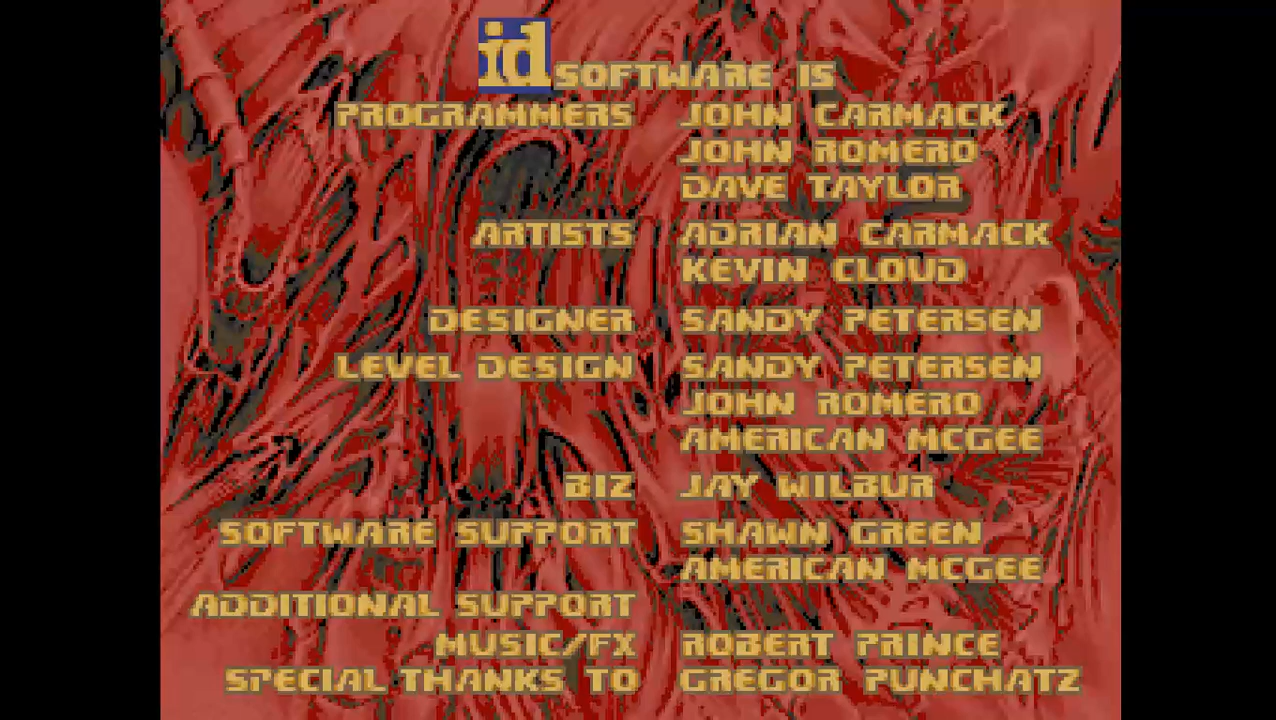 id SOFTWARE IS
PROGRAMMERS JOHN CARMACK
JOHN ROMERO
DAVE TAYLOR
ARTISTS ADRIAN CARMACK
KEVIN CLOUD
DESIGNER SANDY PETERSEN
LEVEL DESIGN SANDY PETERSEN
JOHN ROMERO
AMERICAN MCGEE
BIZ JAY WILBUR
SOFTWARE SUPPORT SHAWN GREEN
AMERICAN MCGEE
ADDITIONAL SUPPORT
MUSIC/FX ROBERT PRINCE
SPECIAL THANKS TO GREGOR PUNCHATZ